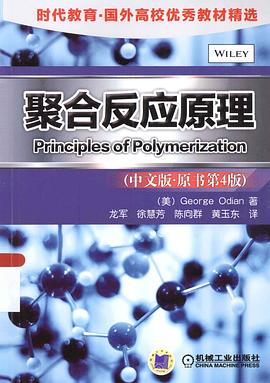 时代教育·国外高校优秀教材精选
WILEY
聚合反应原理
Principles of Polymerization
(中文版·原书第4版)
(美) George Odian 著
龙军 徐慧芳 陈向群 黄玉东 译
机械工业出版社
CHINA MACHINE PRESS